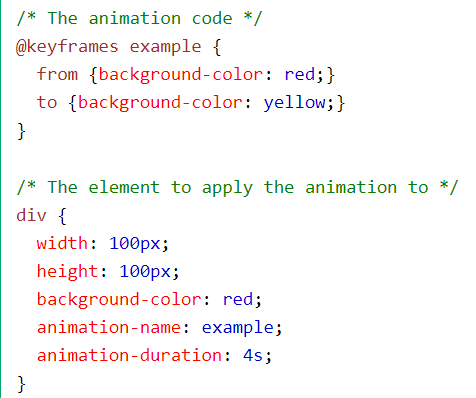 /* The animation code */
@keyframes example {
  from {background-color: red;}
  to {background-color: yellow;}
}

/* The element to apply the animation to */
div {
  width: 100px;
  height: 100px;
  background-color: red;
  animation-name: example;
  animation-duration: 4s;
}